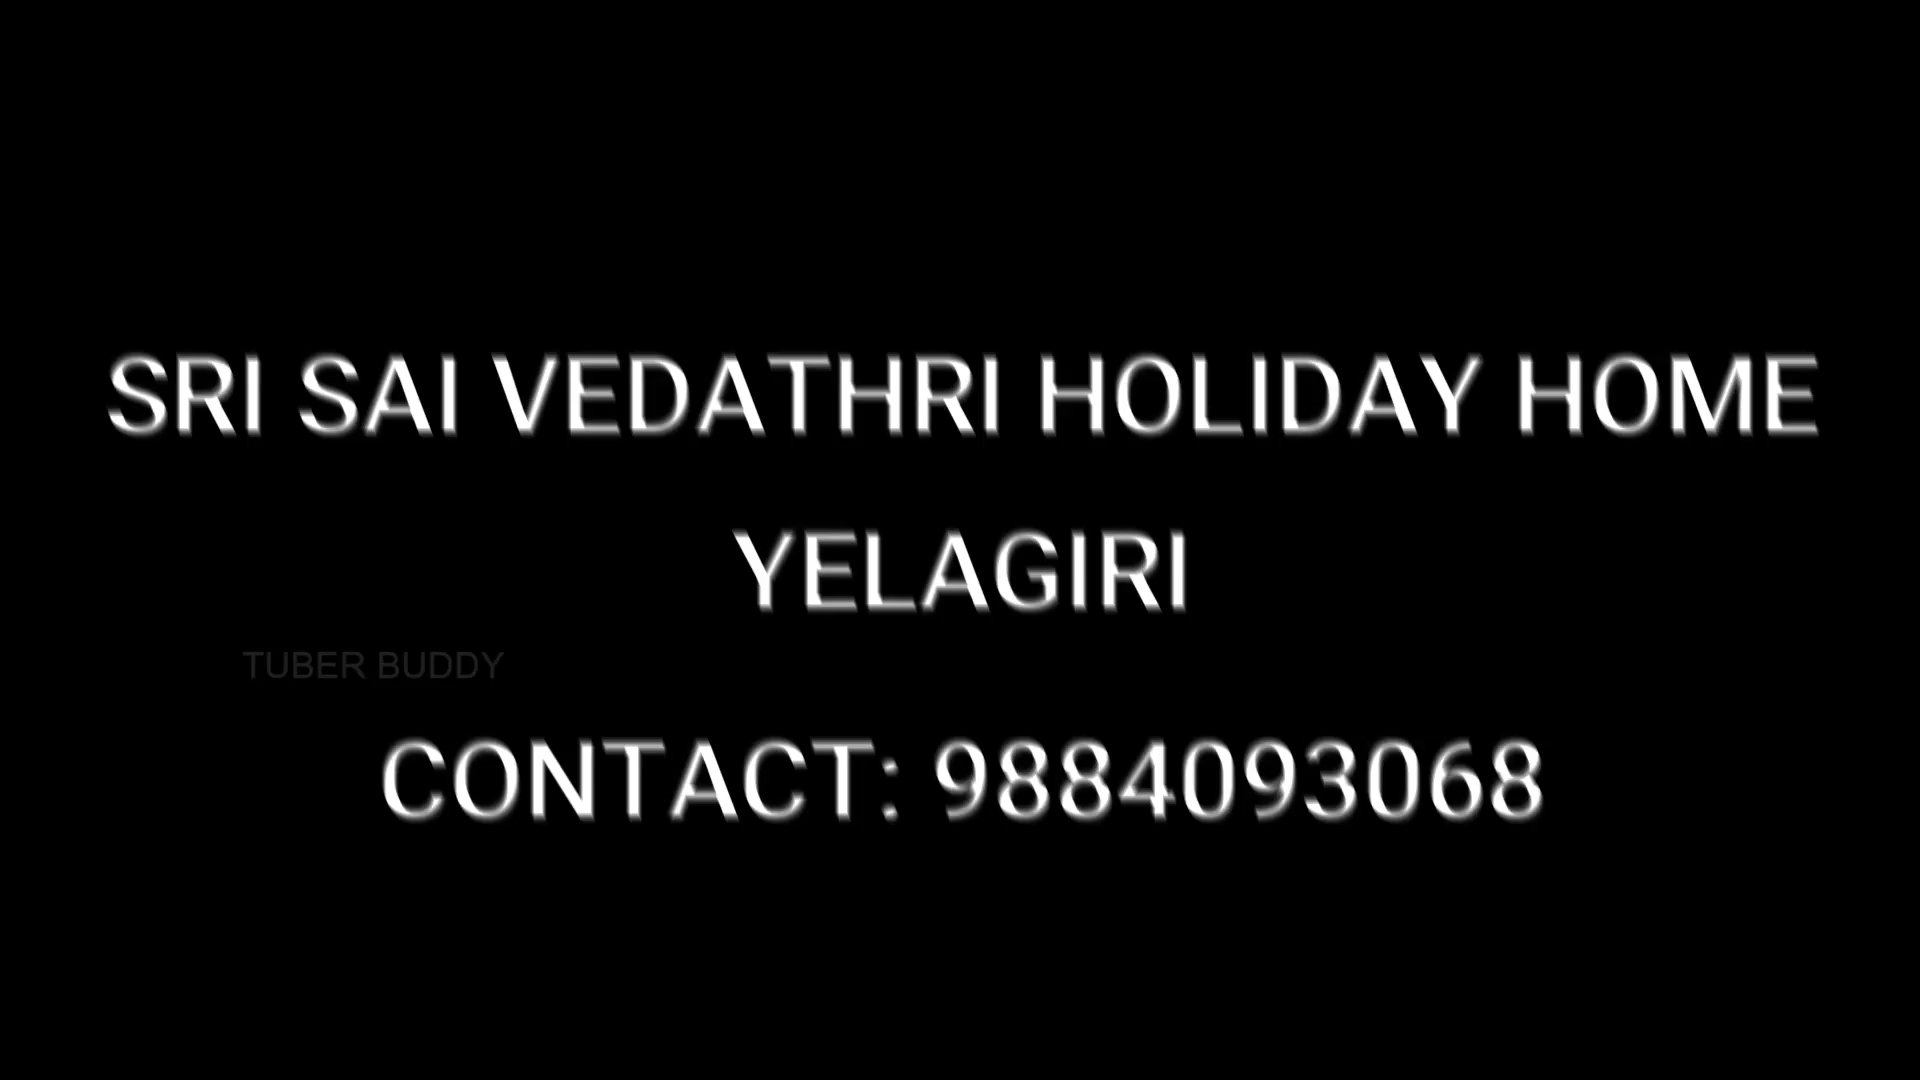 SRI SAI VEDATHRI HOLIDAY HOME
YELAGIRI
TUBER BUDDY
CONTACT: 9884093068